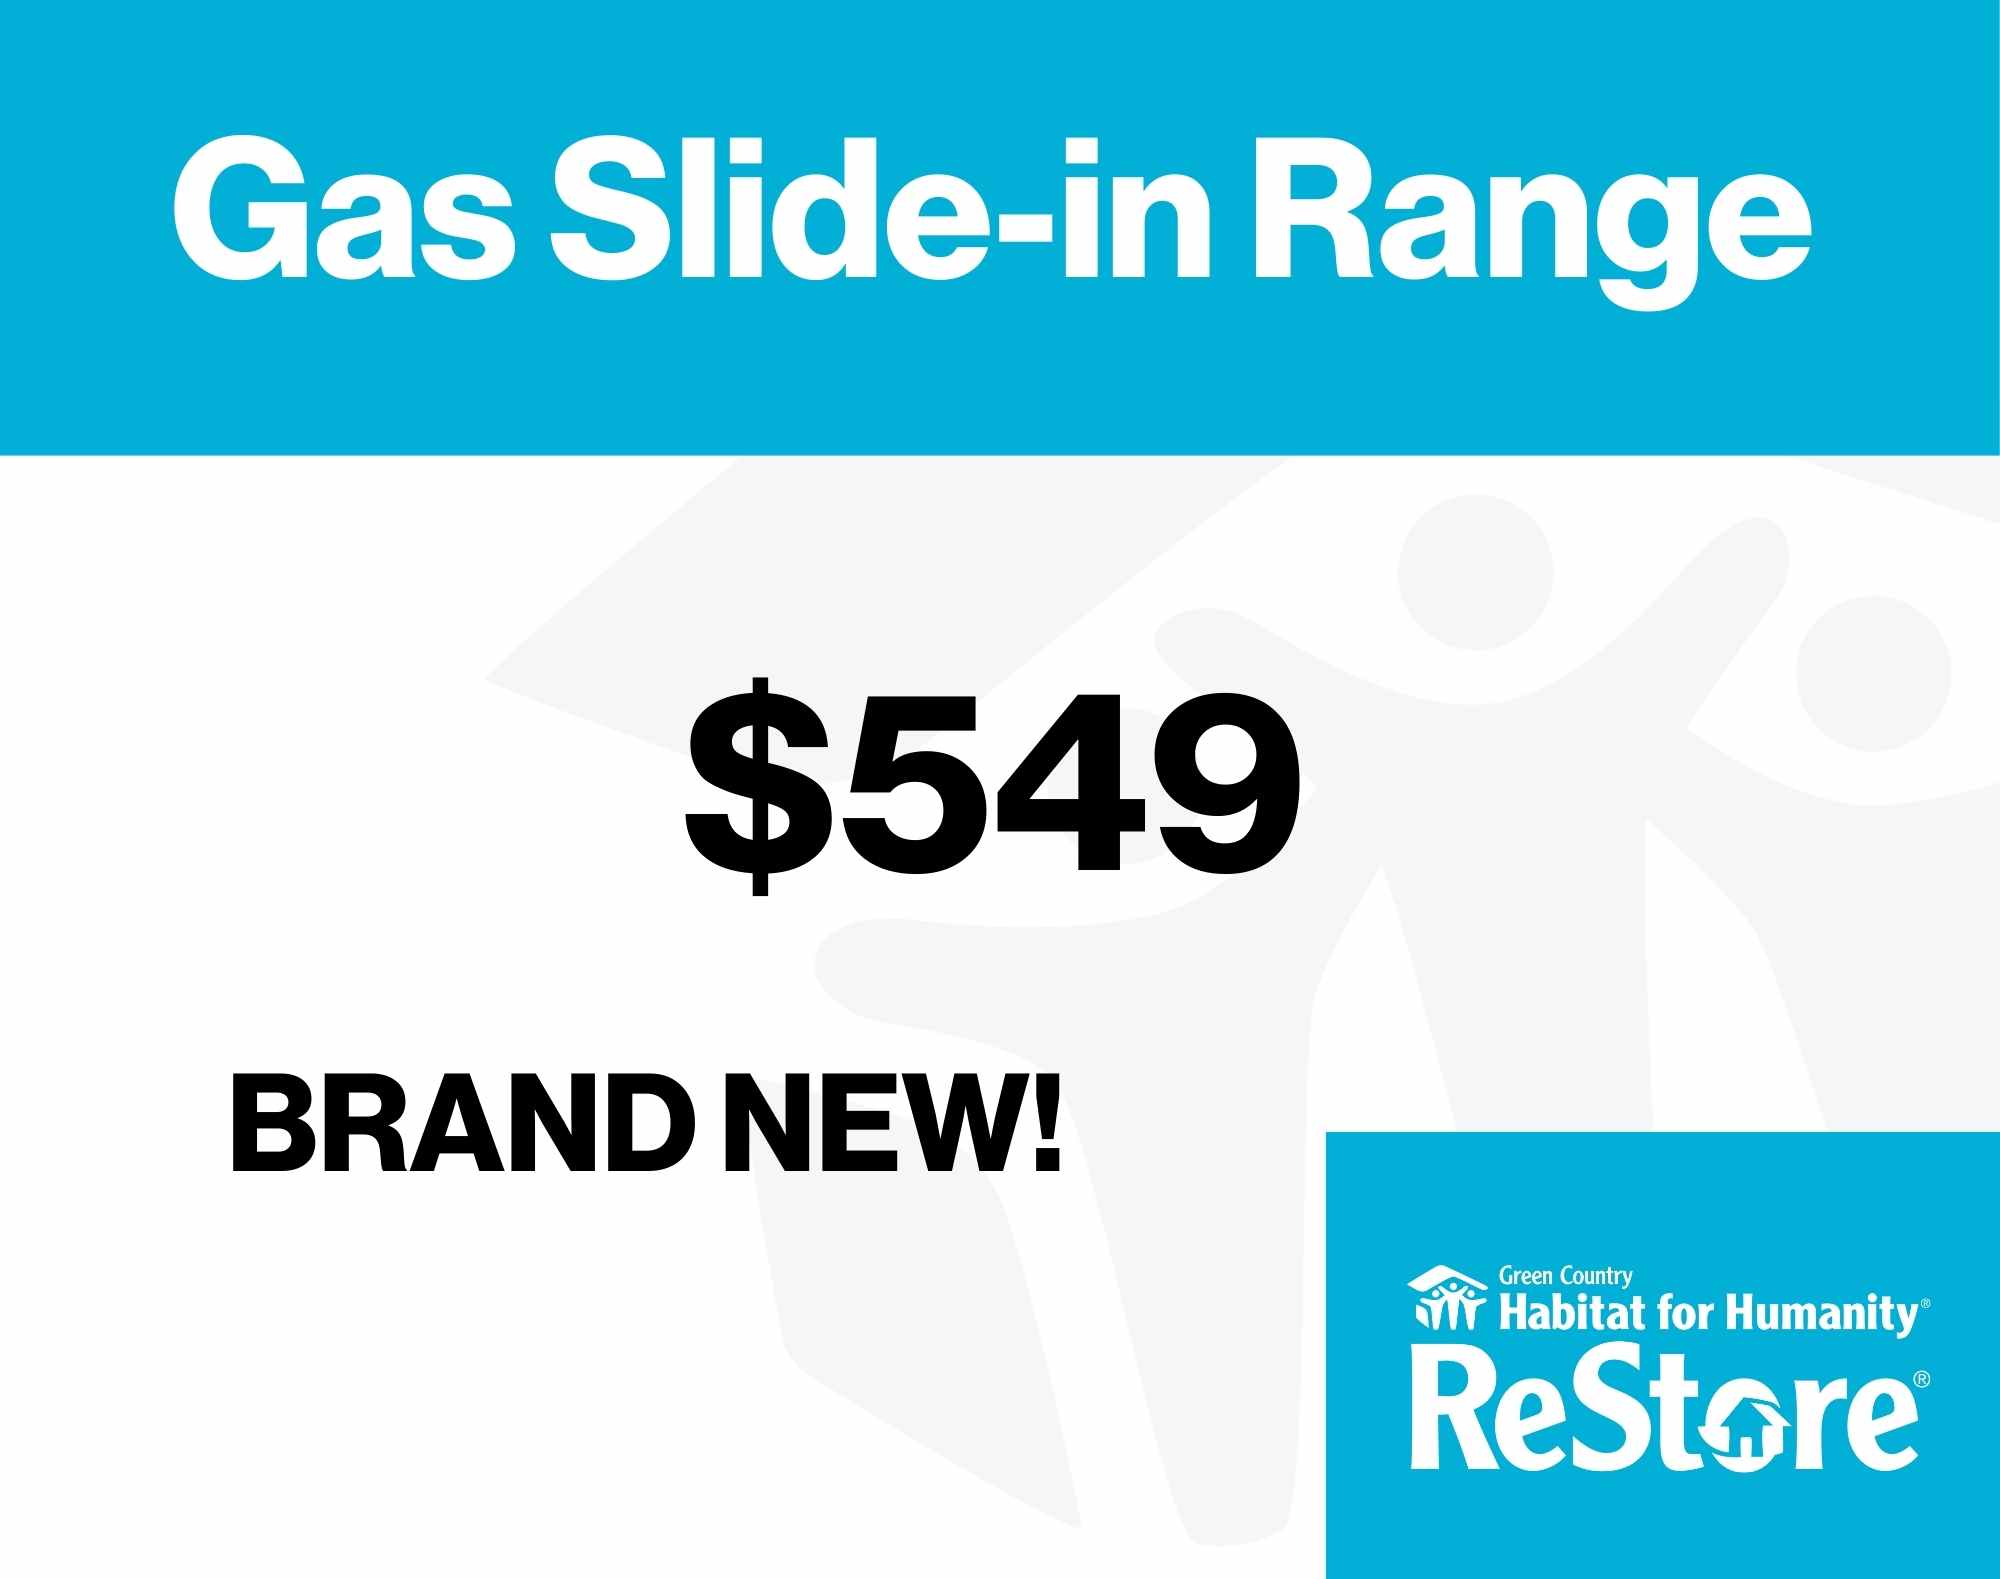 Gas Slide-in Range
$549
BRAND NEW!
Green Country
Habitat for Humanity®
ReStore®